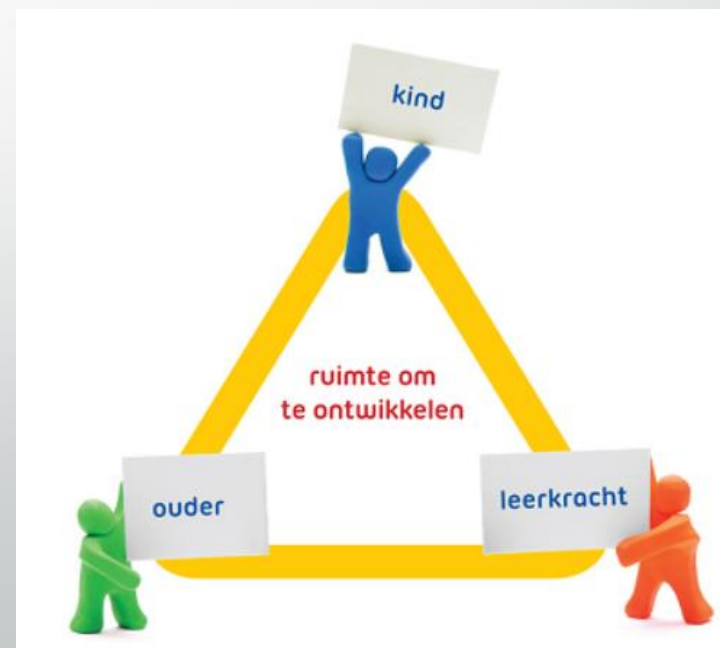 kind
ruimte om
te ontwikkelen
ouder
leerkracht